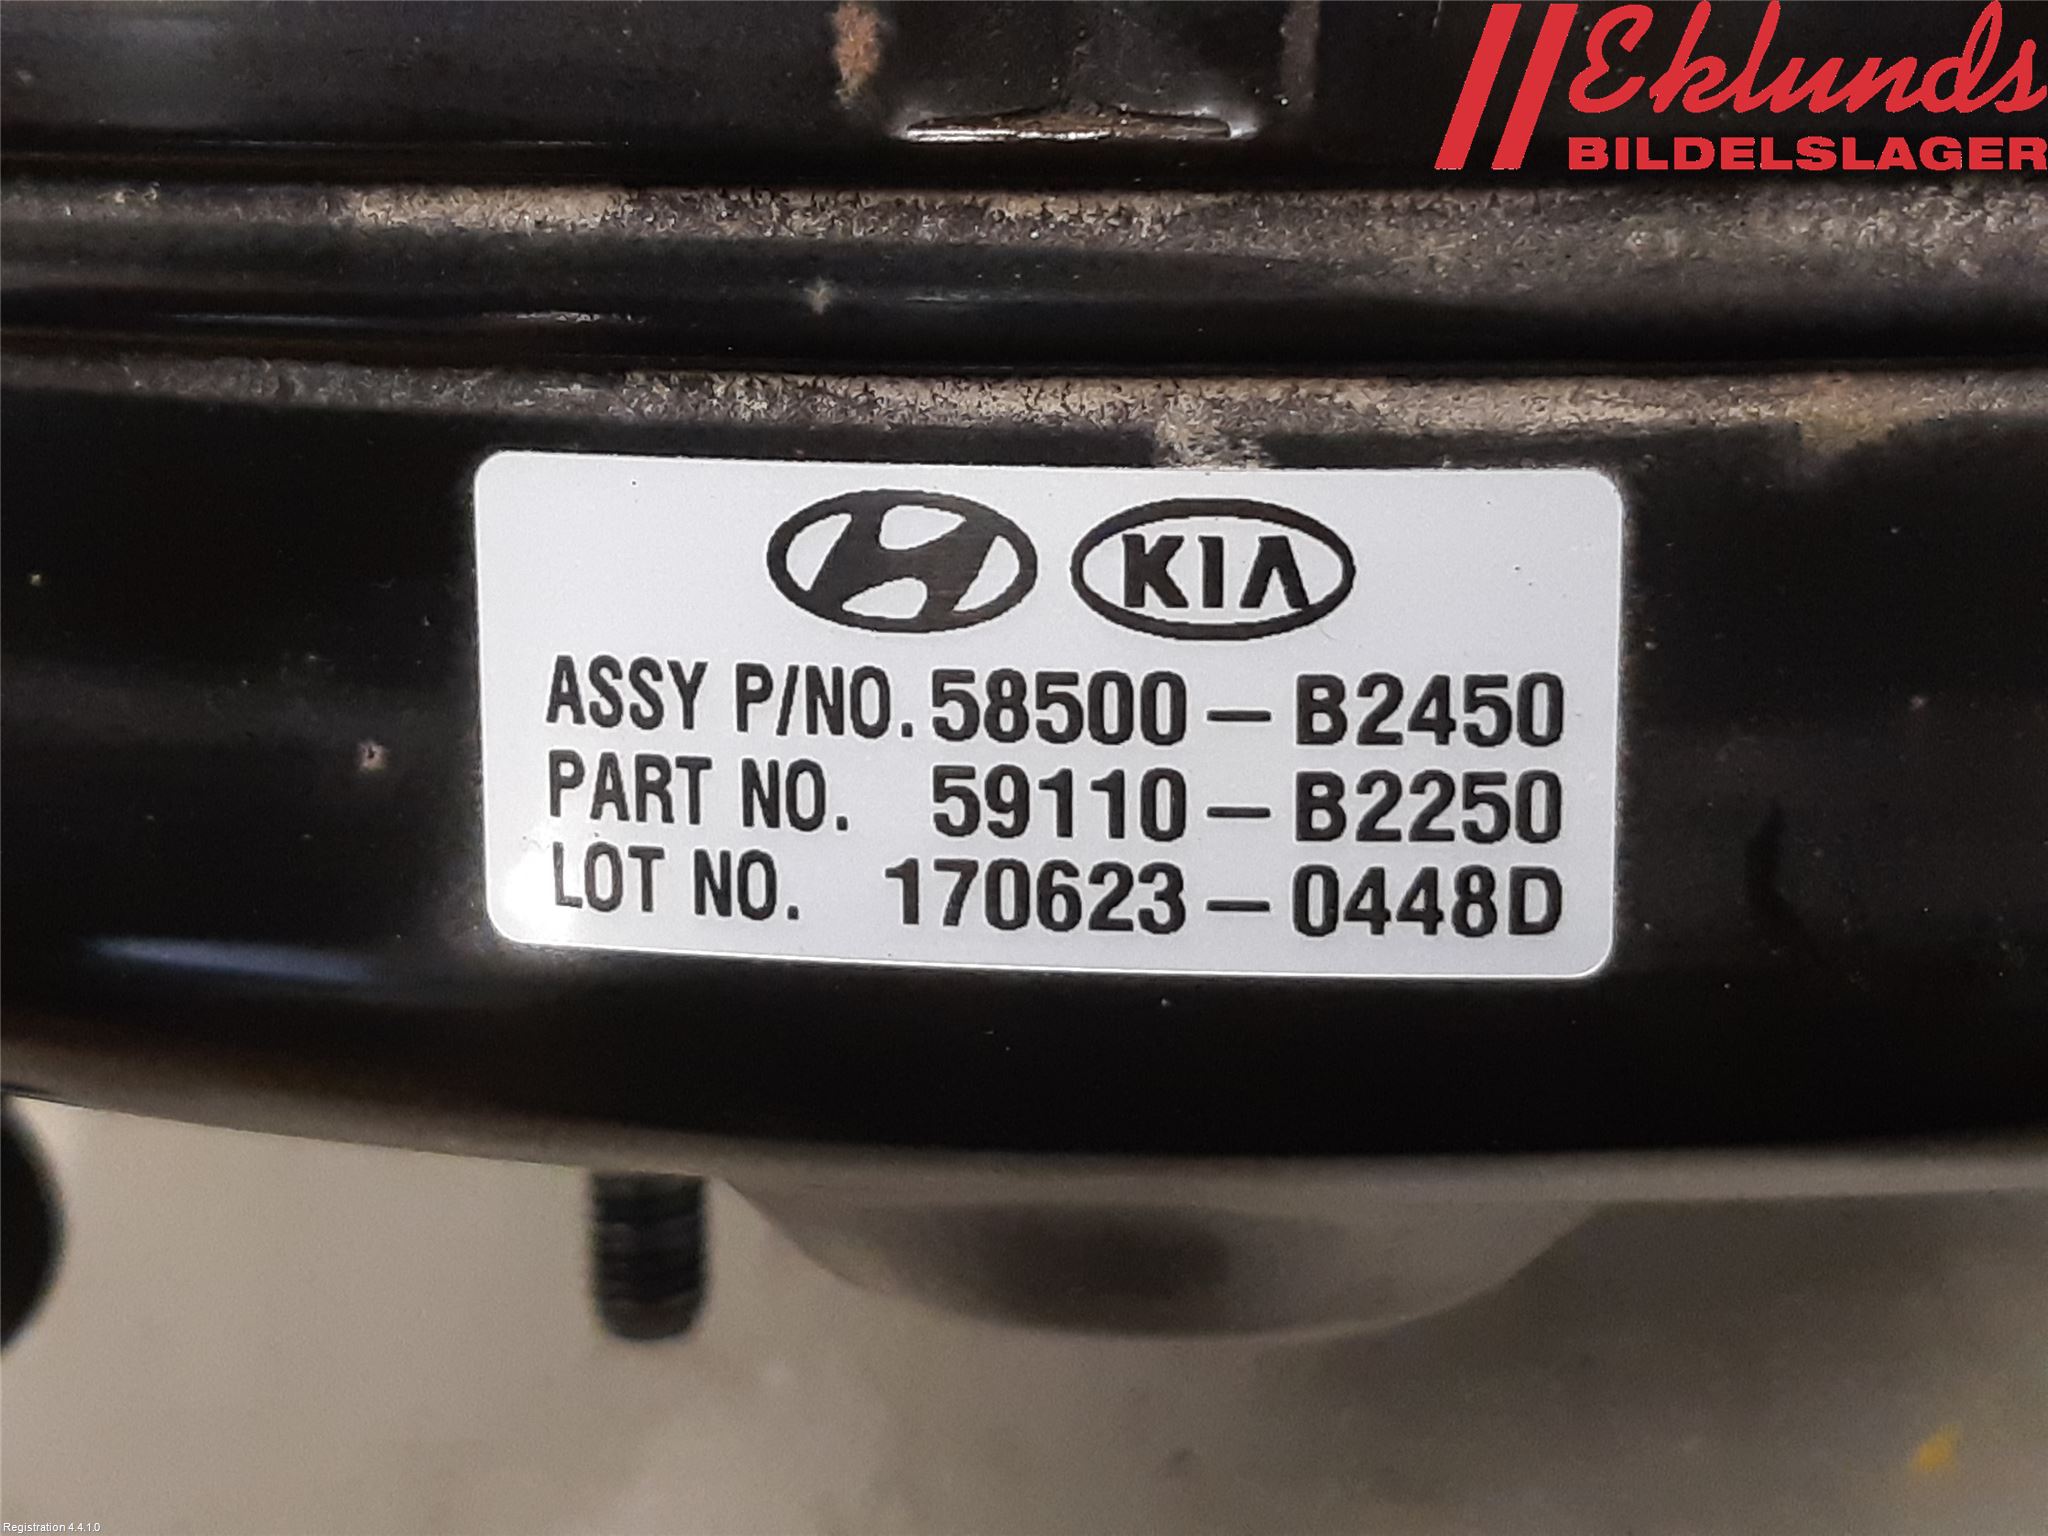 Eklunds
BILDELSLAGER
KIA
ASSY P/NO. 58500-B2450
PART NO. 59110-B2250
LOT NO. 170623-0448D
Registration 4.4.1.0